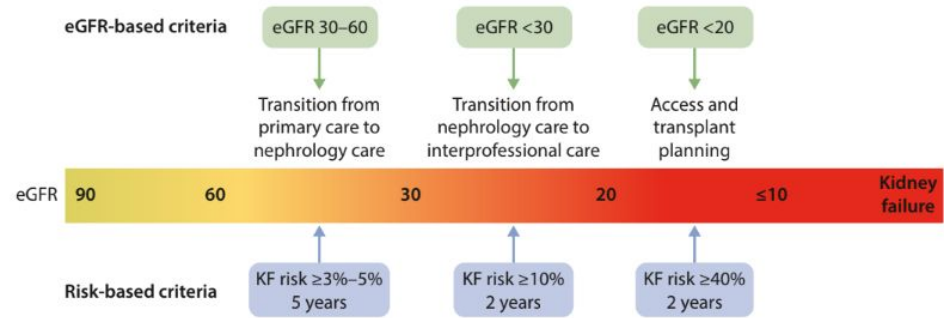 eGFR-based criteria
eGFR 30–60
eGFR <30
eGFR <20
Transition from
primary care to
nephrology care
Transition from
nephrology care to
interprofessional care
Access and
transplant
planning
eGFR
90
60
30
20
≤10
Kidney
failure
Risk-based criteria
KF risk ≥3%–5%
5 years
KF risk ≥10%
2 years
KF risk ≥40%
2 years